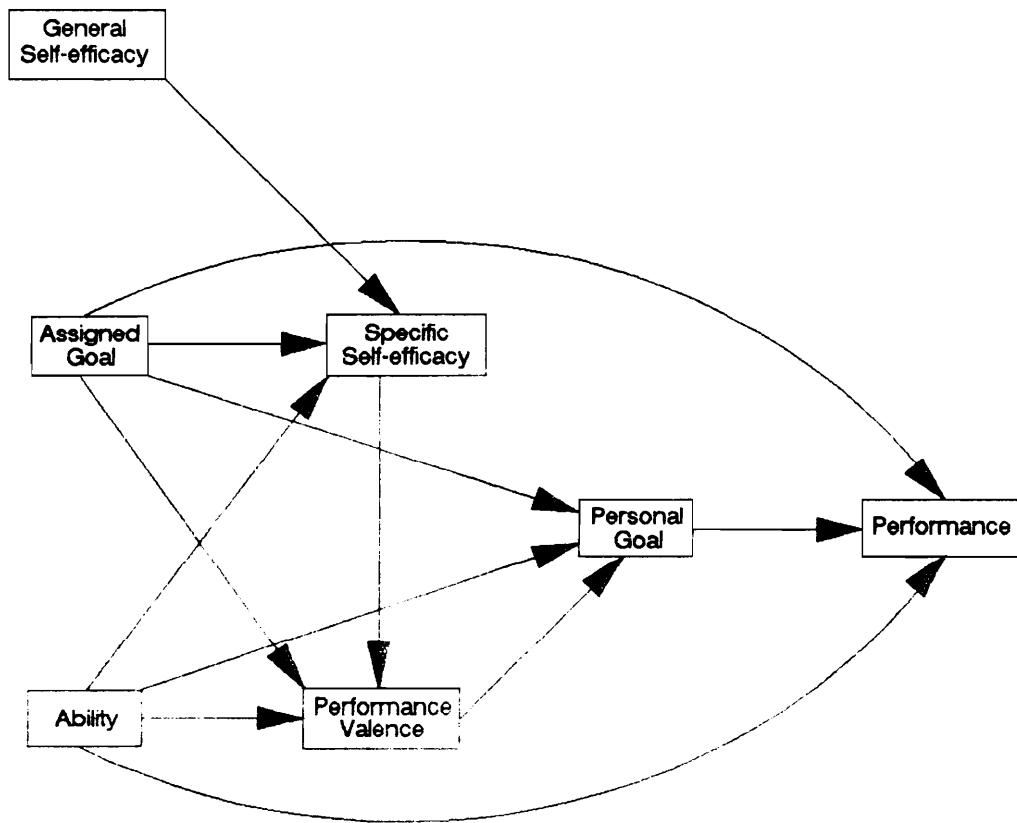 General
Self-efficacy
Assigned
Goal
Specific
Self-efficacy
Personal
Goal
Performance
Ability
Performance
Valence